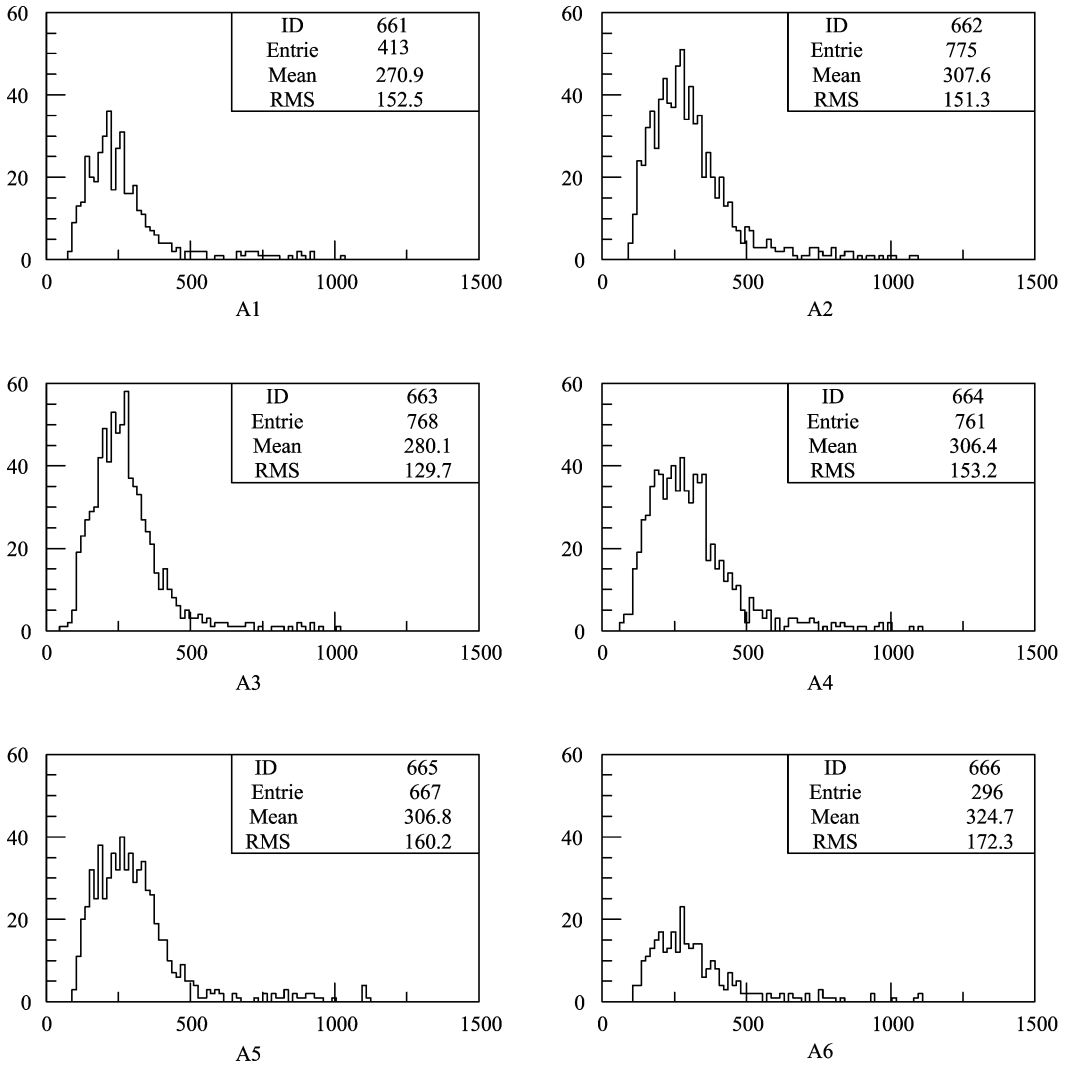 60
40
20
0
0 500 1000 1500
A1
ID 661
Entrie 413
Mean 270.9
RMS 152.5
60
40
20
0
0 500 1000 1500
A2
ID 662
Entrie 775
Mean 307.6
RMS 151.3
60
40
20
0
0 500 1000 1500
A3
ID 663
Entrie 768
Mean 280.1
RMS 129.7
60
40
20
0
0 500 1000 1500
A4
ID 664
Entrie 761
Mean 306.4
RMS 153.2
60
40
20
0
0 500 1000 1500
A5
ID 665
Entrie 667
Mean 306.8
RMS 160.2
60
40
20
0
0 500 1000 1500
A6
ID 666
Entrie 296
Mean 324.7
RMS 172.3